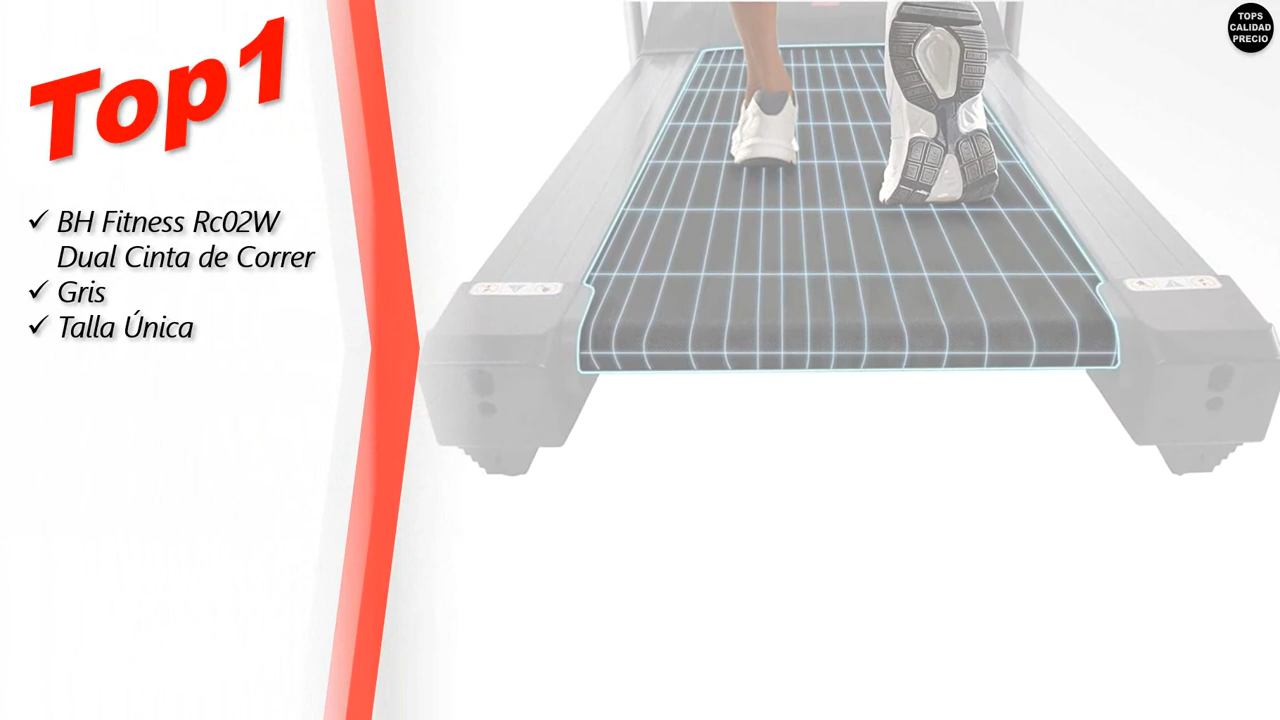 Top1
✓ BH Fitness Rc02W
Dual Cinta de Correr
✓ Gris
✓ Talla Única
TOPS
CALIDAD
PRECIO